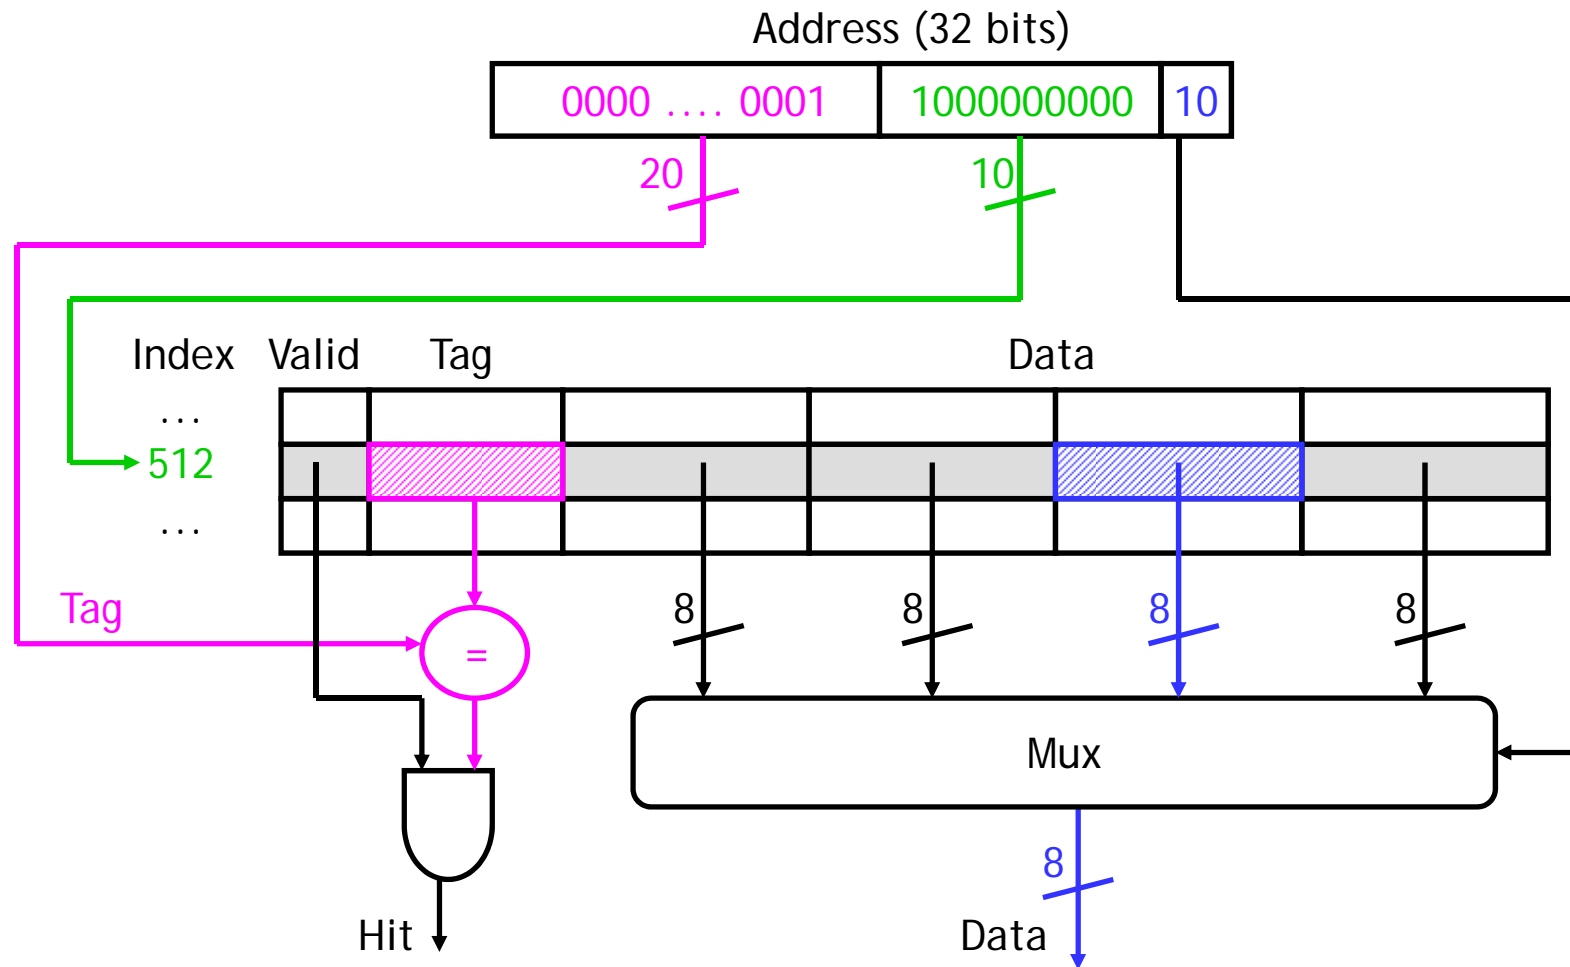 Address (32 bits)
0000 .... 0001 1000000000 10
20 10
Index Valid Tag Data
...
512
...
Tag 8 8 8 8
=
Mux
8
Hit Data